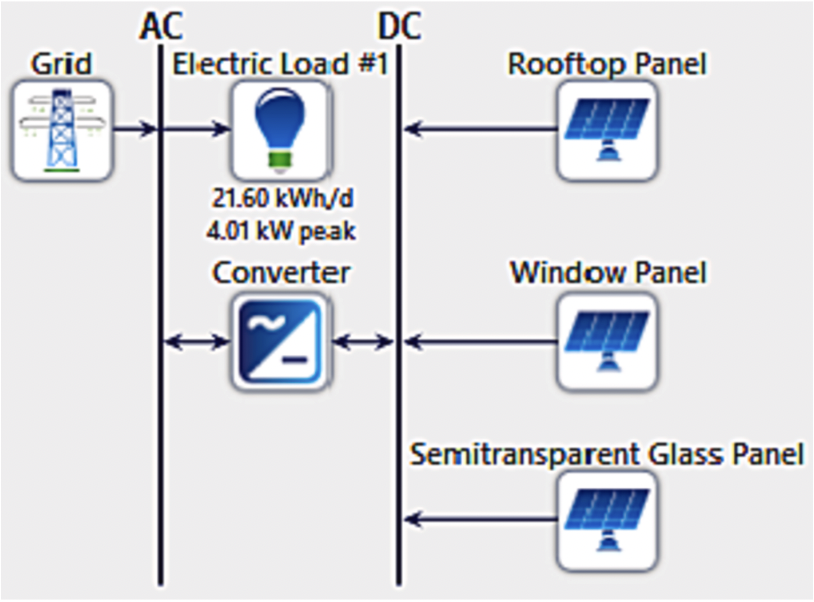 AC
DC
Grid
Electric Load #1
Rooftop Panel
21.60 kWh/d
4.01 kW peak
Converter
Window Panel
Semitransparent Glass Panel